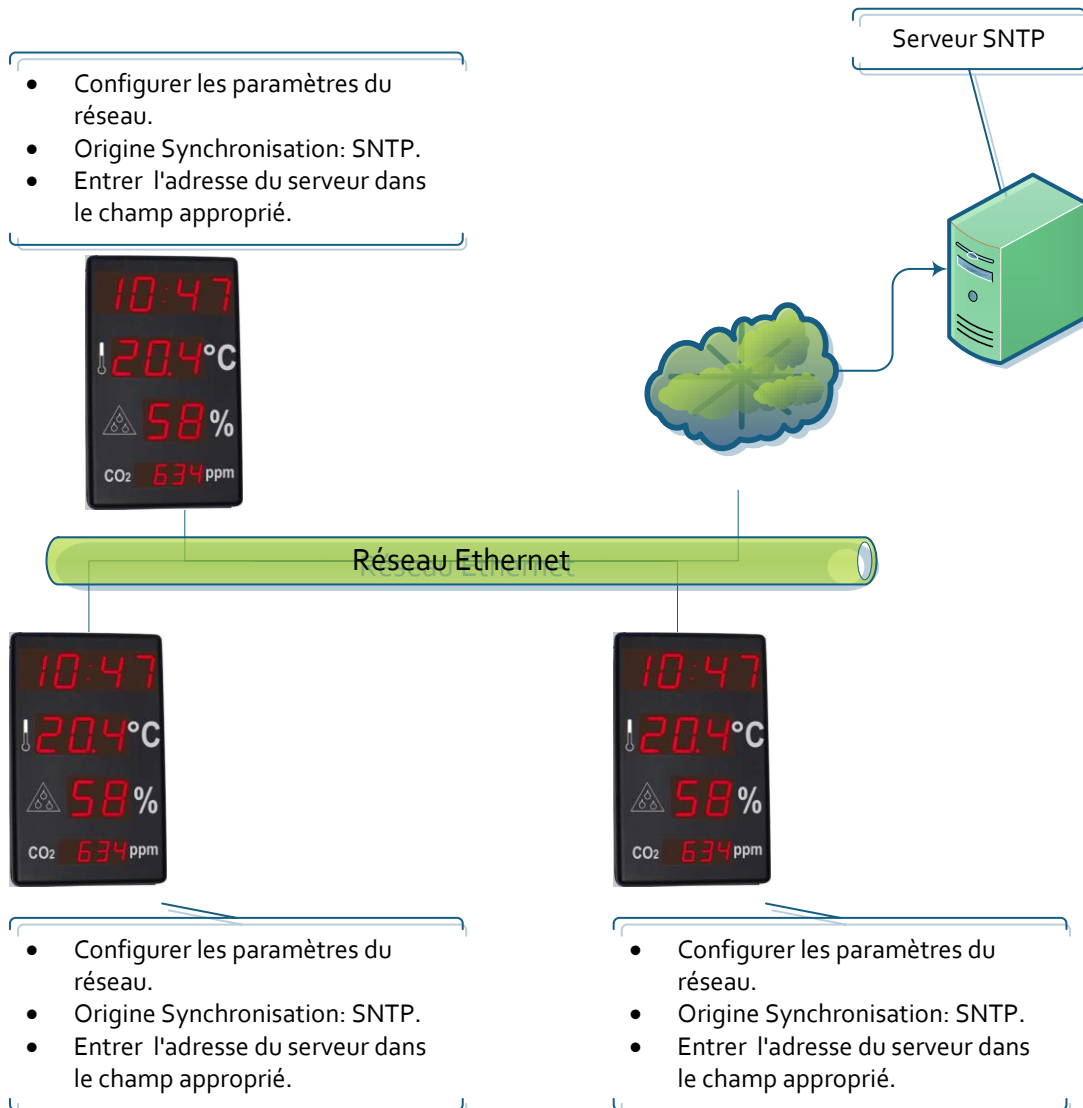 Serveur SNTP
• Configurer les paramètres du
réseau.
• Origine Synchronisation: SNTP.
• Entrer l'adresse du serveur dans
le champ approprié.
10:47
20.4°C
58%
CO2 634 ppm
Réseau Ethernet
10:47
20.4°C
58%
CO2 634 ppm
10:47
20.4°C
58%
CO2 634 ppm
• Configurer les paramètres du
réseau.
• Origine Synchronisation: SNTP.
• Entrer l'adresse du serveur dans
le champ approprié.
• Configurer les paramètres du
réseau.
• Origine Synchronisation: SNTP.
• Entrer l'adresse du serveur dans
le champ approprié.